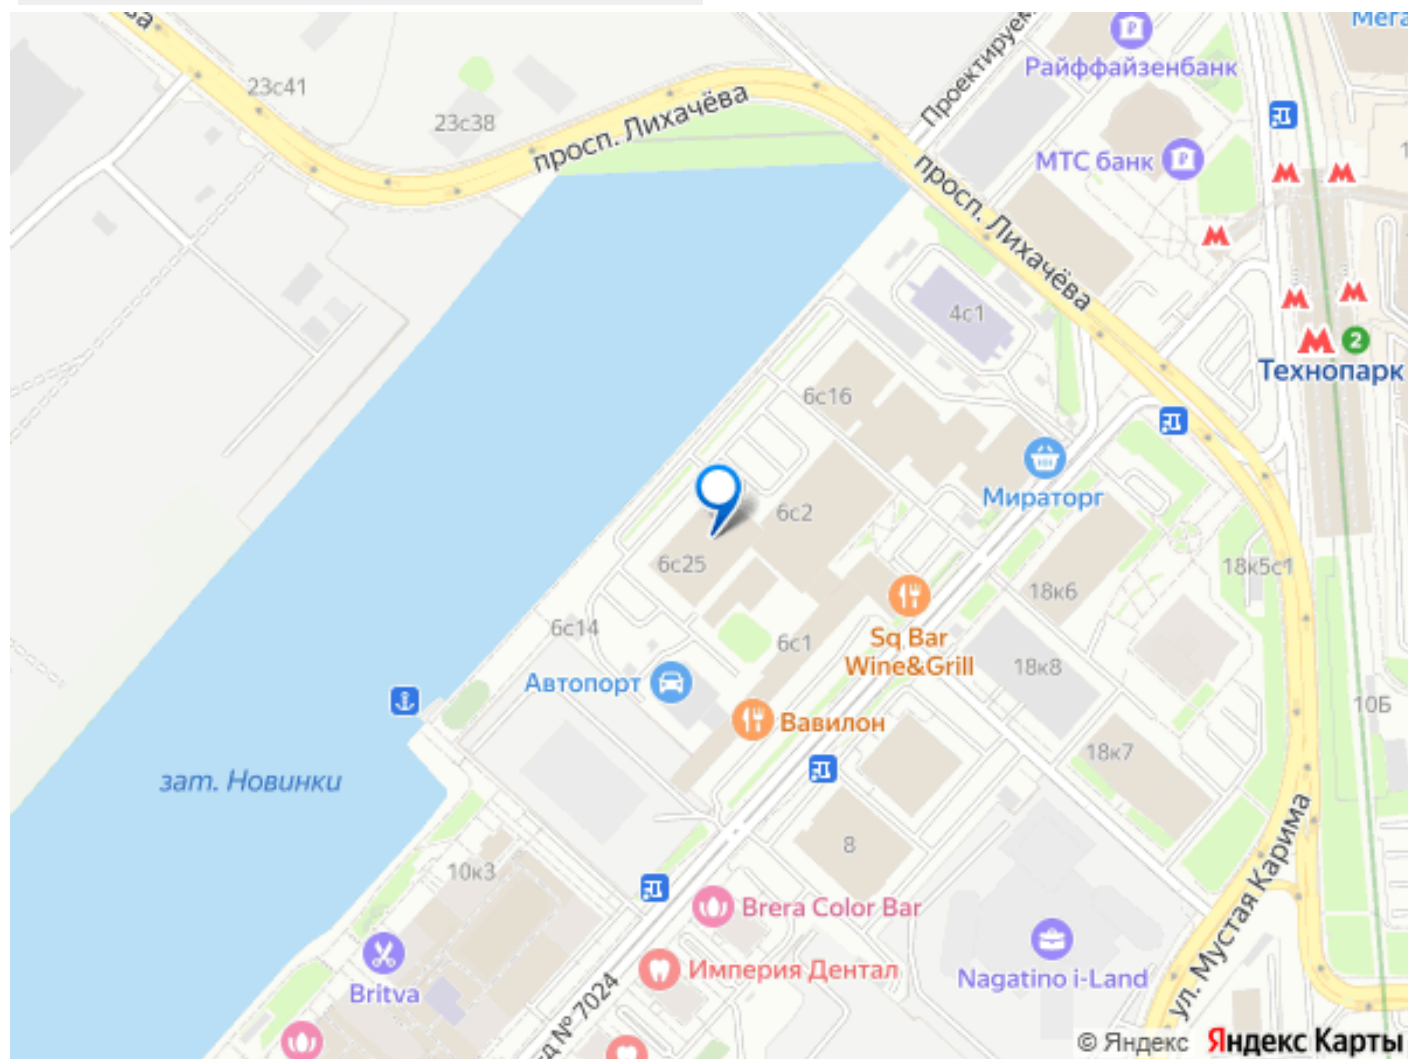 Мега
Райффайзенбанк
23с41
23с38
просп. Лихачёва
МТС банк
просп. Лихачёва
4с1
2
Технопарк
6с16
Мираторг
6с2
6с25
18к5с1
18к6
6с14
6с1
Sq Bar
Wine&Grill
18к8
Автопорт
Вавилон
10Б
18к7
зат. Новинки
8
10к3
Brera Color Bar
ул. Мустая Карима
Империя Дентал
Nagatino i-Land
Britva
№ 7024
© Яндекс Яндекс Карты